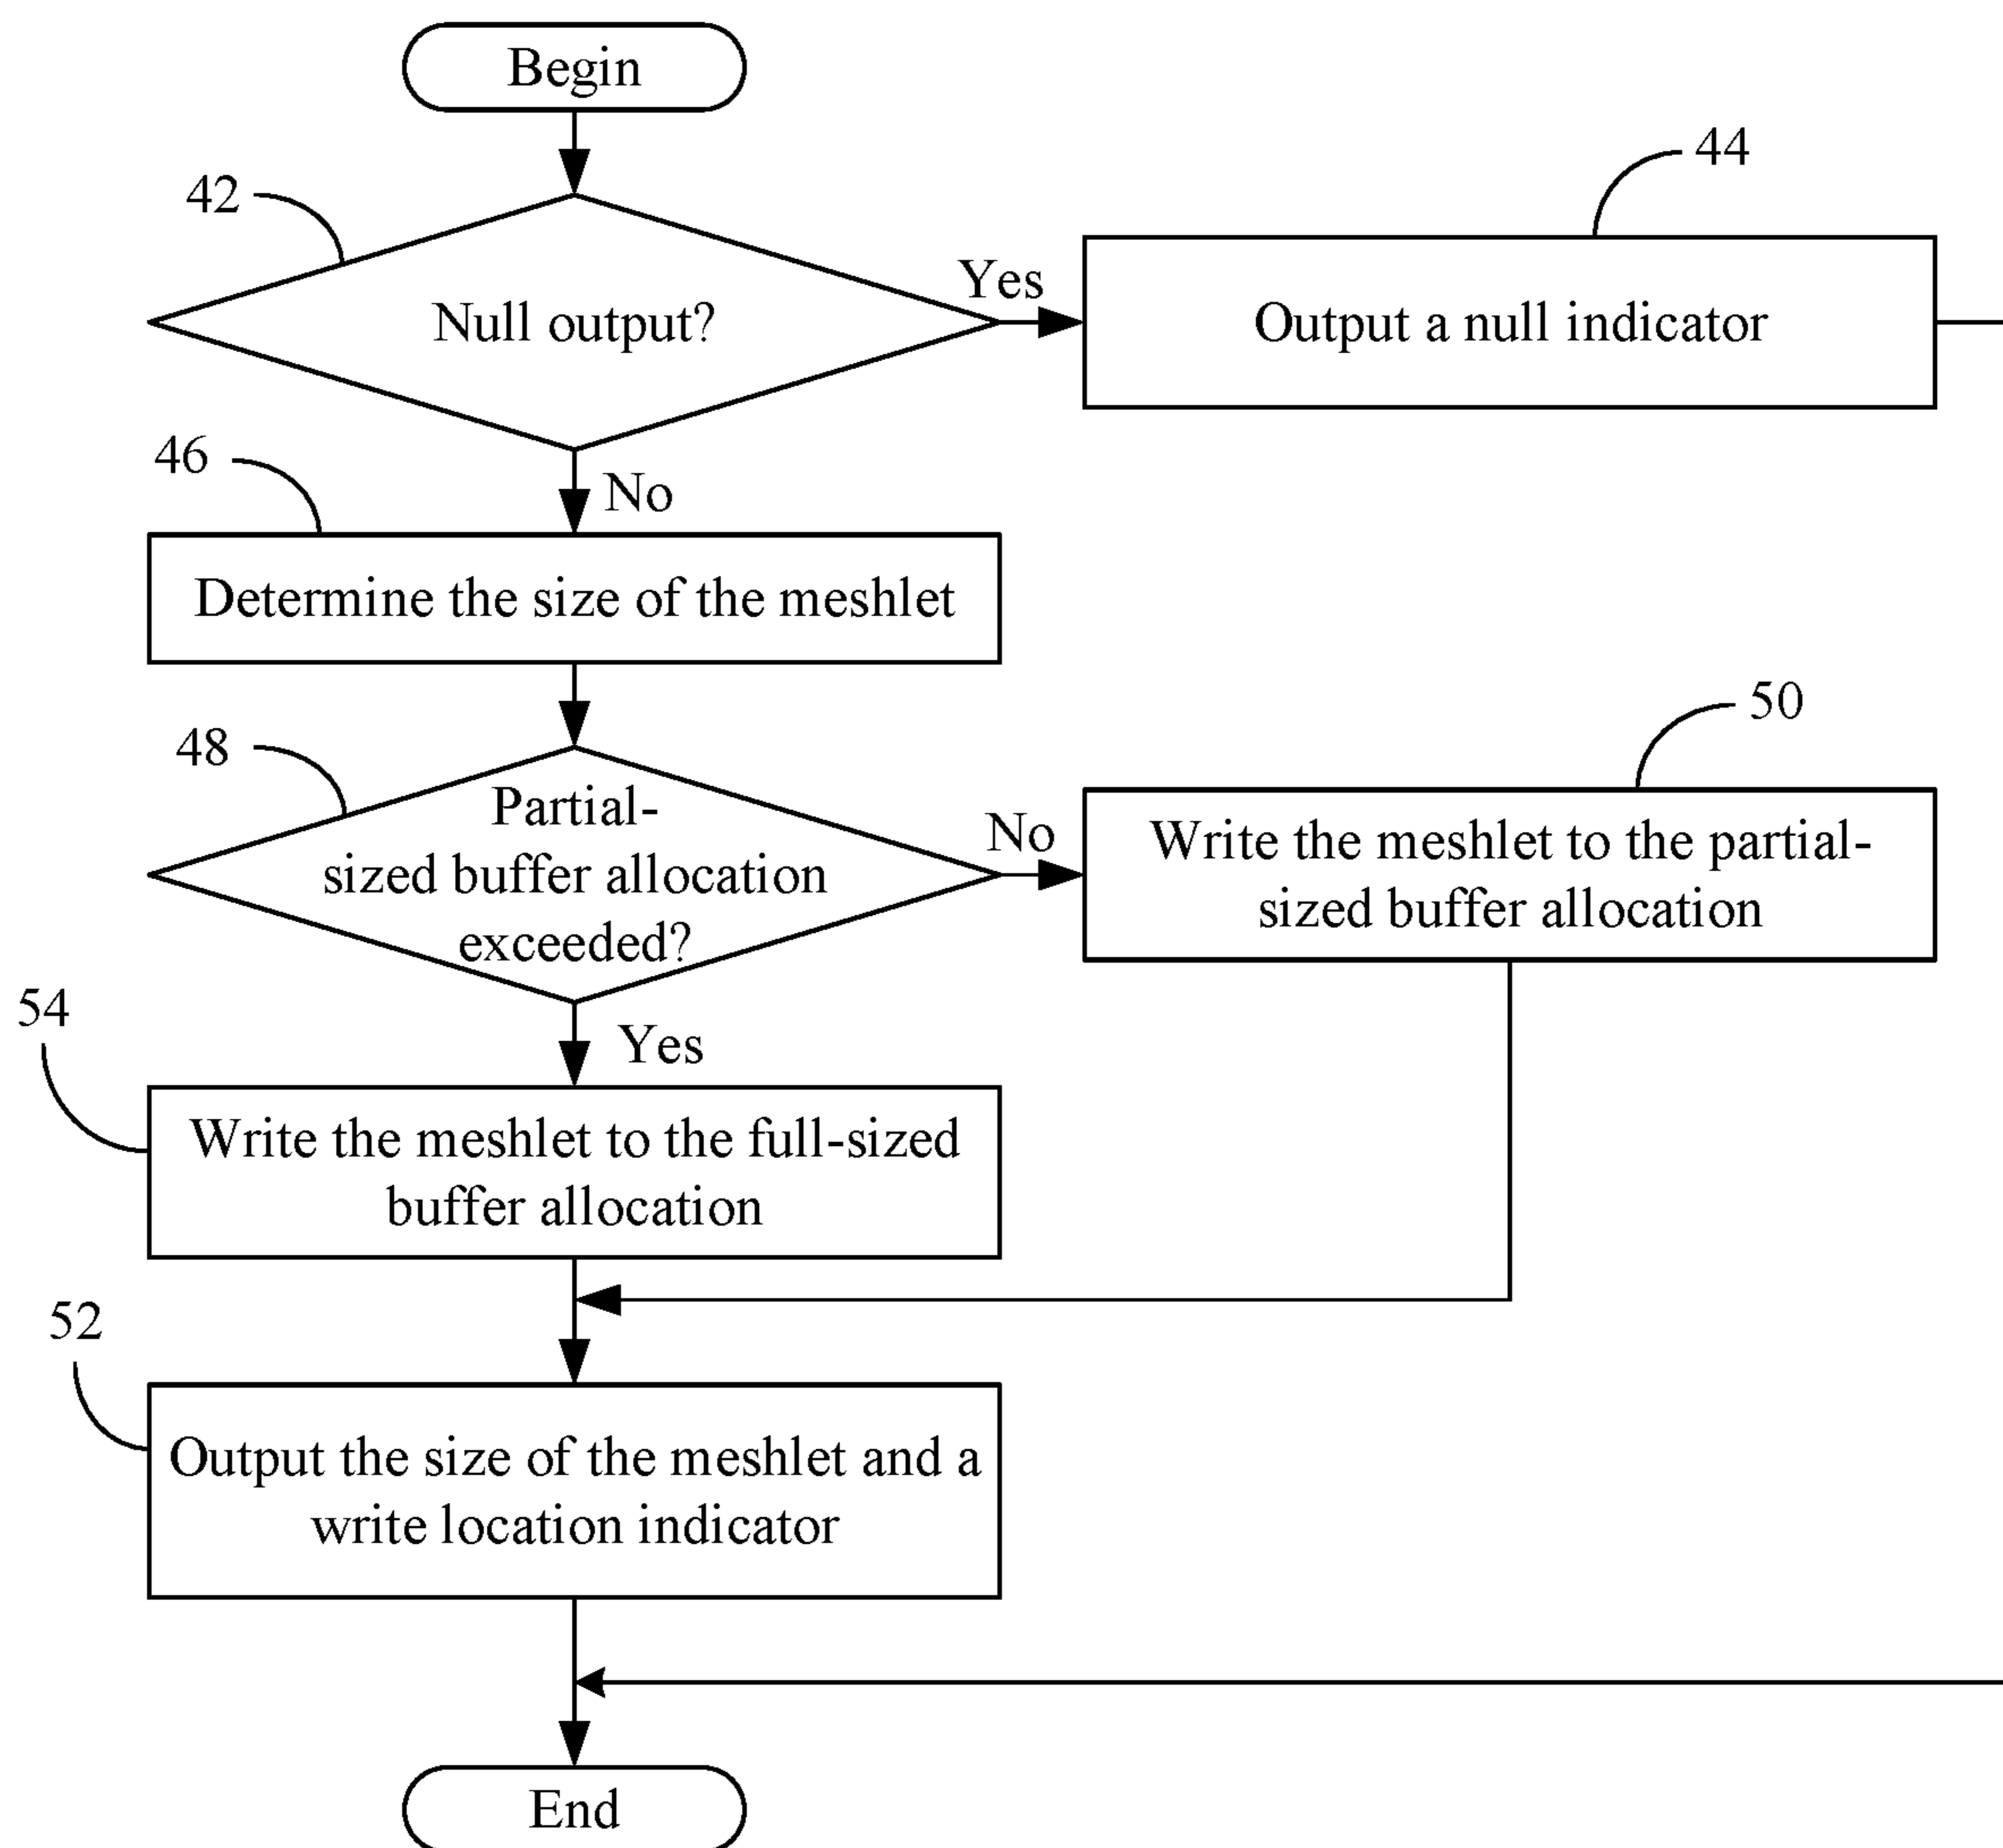 Begin
42
44
Null output?
Yes
Output a null indicator
46
No
Determine the size of the meshlet
48
50
Partial-
sized buffer allocation
exceeded?
No
Write the meshlet to the partial-
sized buffer allocation
54
Yes
Write the meshlet to the full-sized
buffer allocation
52
Output the size of the meshlet and a
write location indicator
End